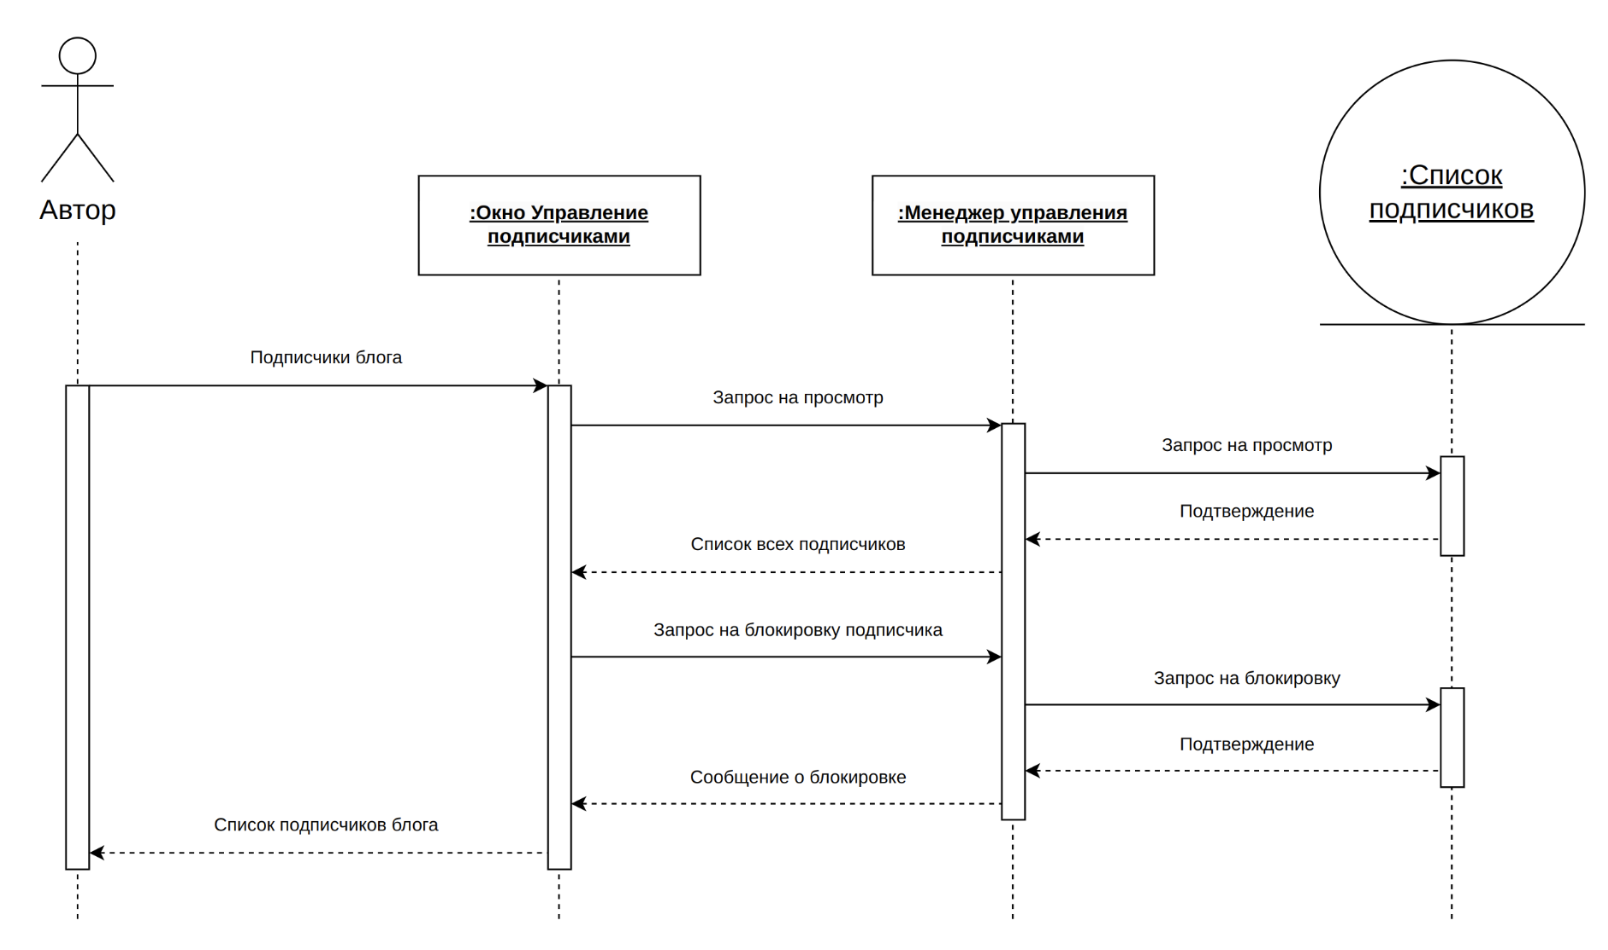 Автор
:Окно Управление
подписчиками
:Менеджер управления
подписчиками
:Список
подписчиков
Подписчики блога
Запрос на просмотр
Запрос на просмотр
Подтверждение
Список всех подписчиков
Запрос на блокировку подписчика
Запрос на блокировку
Подтверждение
Сообщение о блокировке
Список подписчиков блога